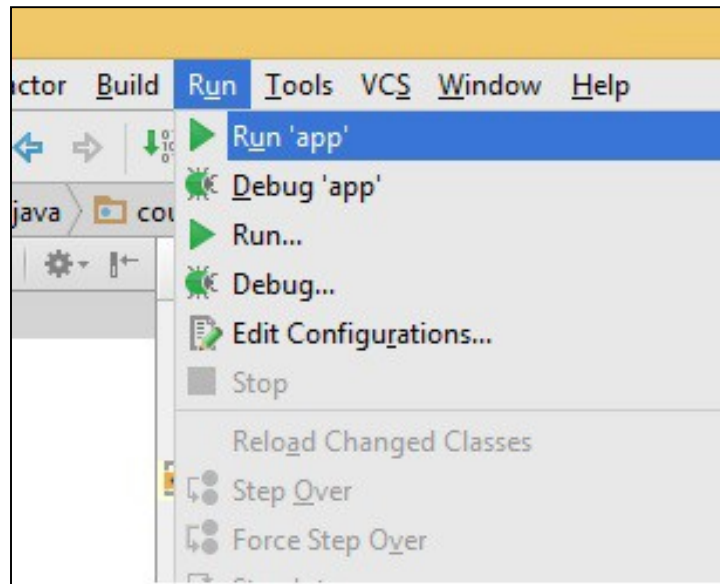 ctor Build Run Tools VCS Window Help
Run 'app'
Debug 'app'
java cou
Run...
Debug...
Edit Configurations...
Stop
Reload Changed Classes
Step Over
Force Step Over